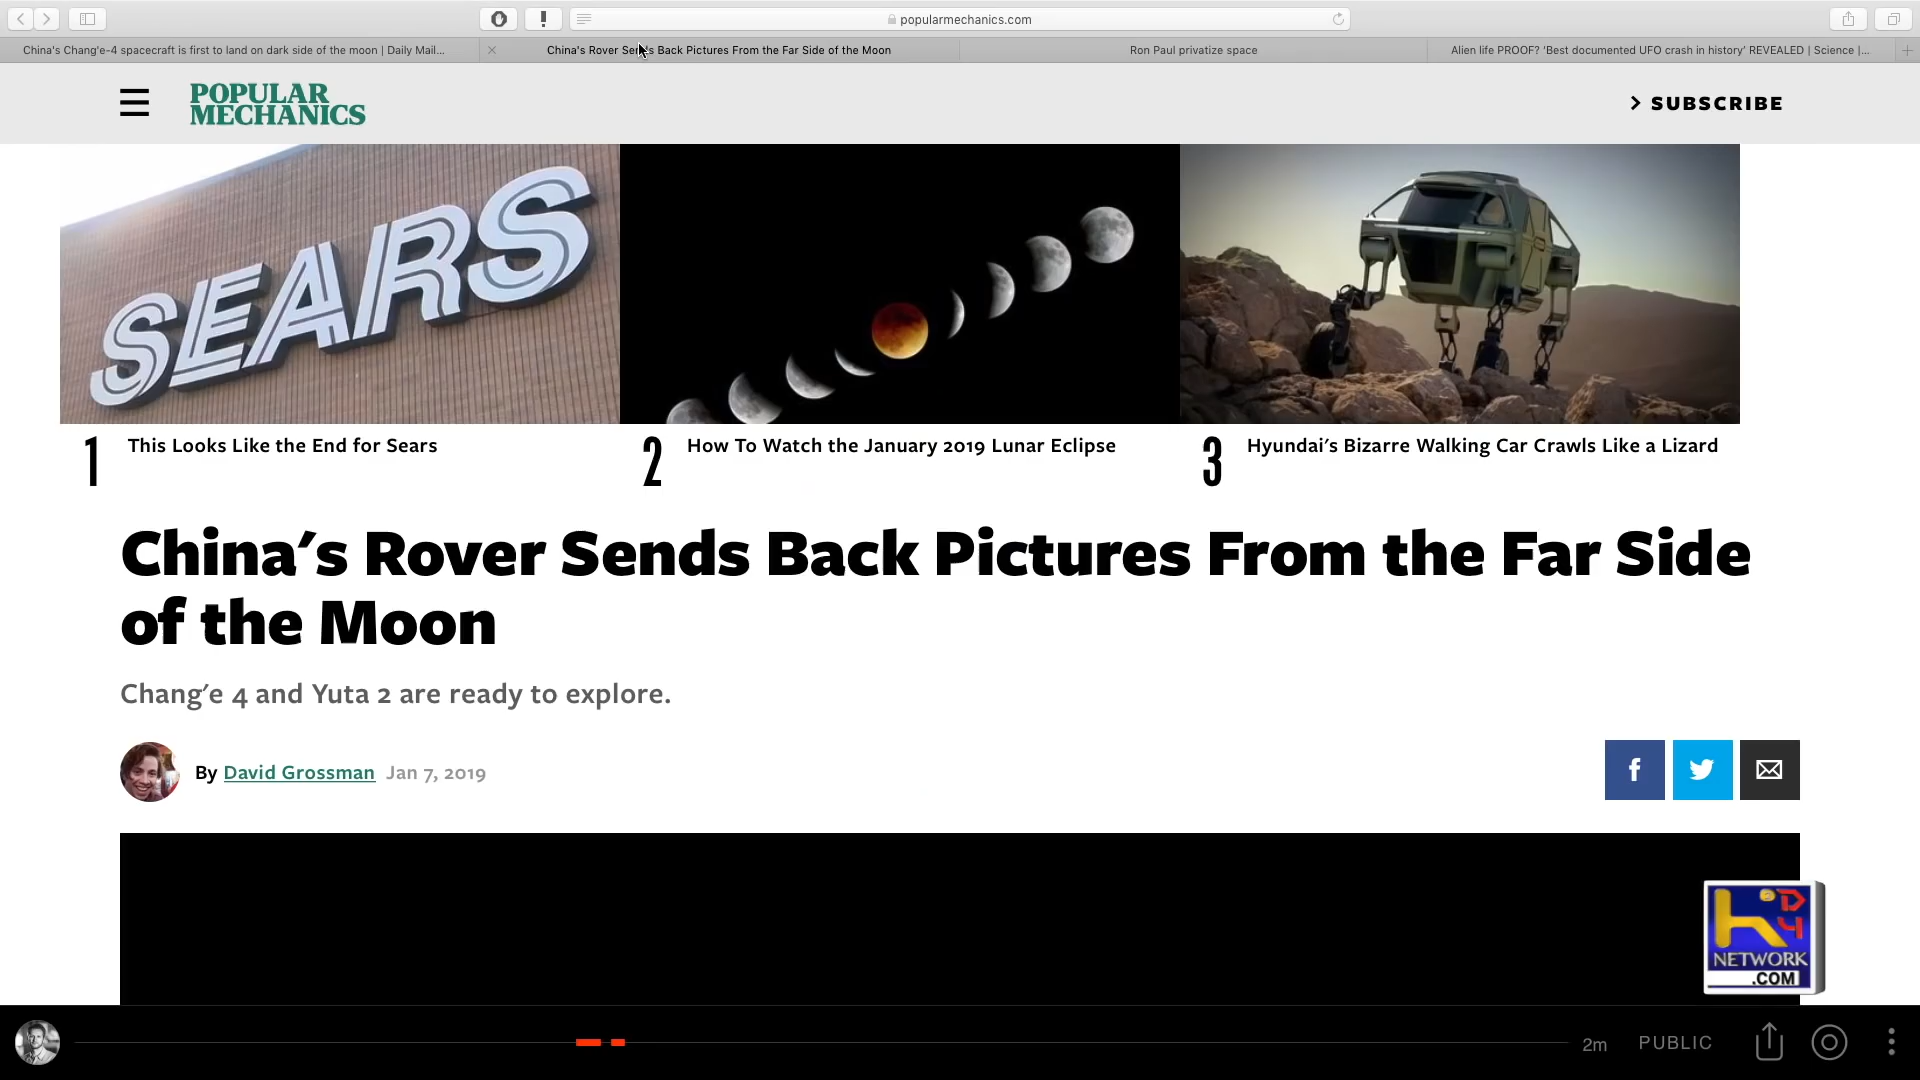 popularmechanics.com
China's Chang'e-4 spacecraft is first to land on dark side of the moon | Daily Mail...
China's Rover Sends Back Pictures From the Far Side of the Moon
Ron Paul privatize space
Alien life PROOF? 'Best documented UFO crash in history' REVEALED | Science |...
POPULAR
MECHANICS
> SUBSCRIBE
SEARS
1 This Looks Like the End for Sears
2 How To Watch the January 2019 Lunar Eclipse
3 Hyundai's Bizarre Walking Car Crawls Like a Lizard
China's Rover Sends Back Pictures From the Far Side
of the Moon
Chang'e 4 and Yuta 2 are ready to explore.
By David Grossman Jan 7, 2019
NETWORK
.COM
2m PUBLIC